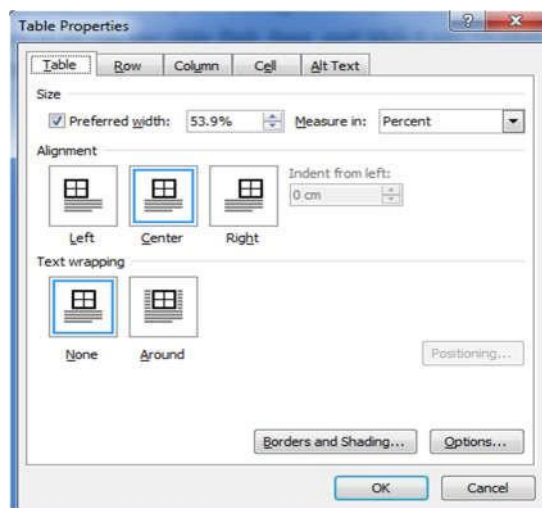 Table Properties
Table Row Column Cell Alt Text
Size
Preferred width: 53.9% Measure in: Percent
Alignment
Indent from left:
0 cm
Left Center Right
Text wrapping
None Around
Positioning...
Borders and Shading... Options...
OK Cancel